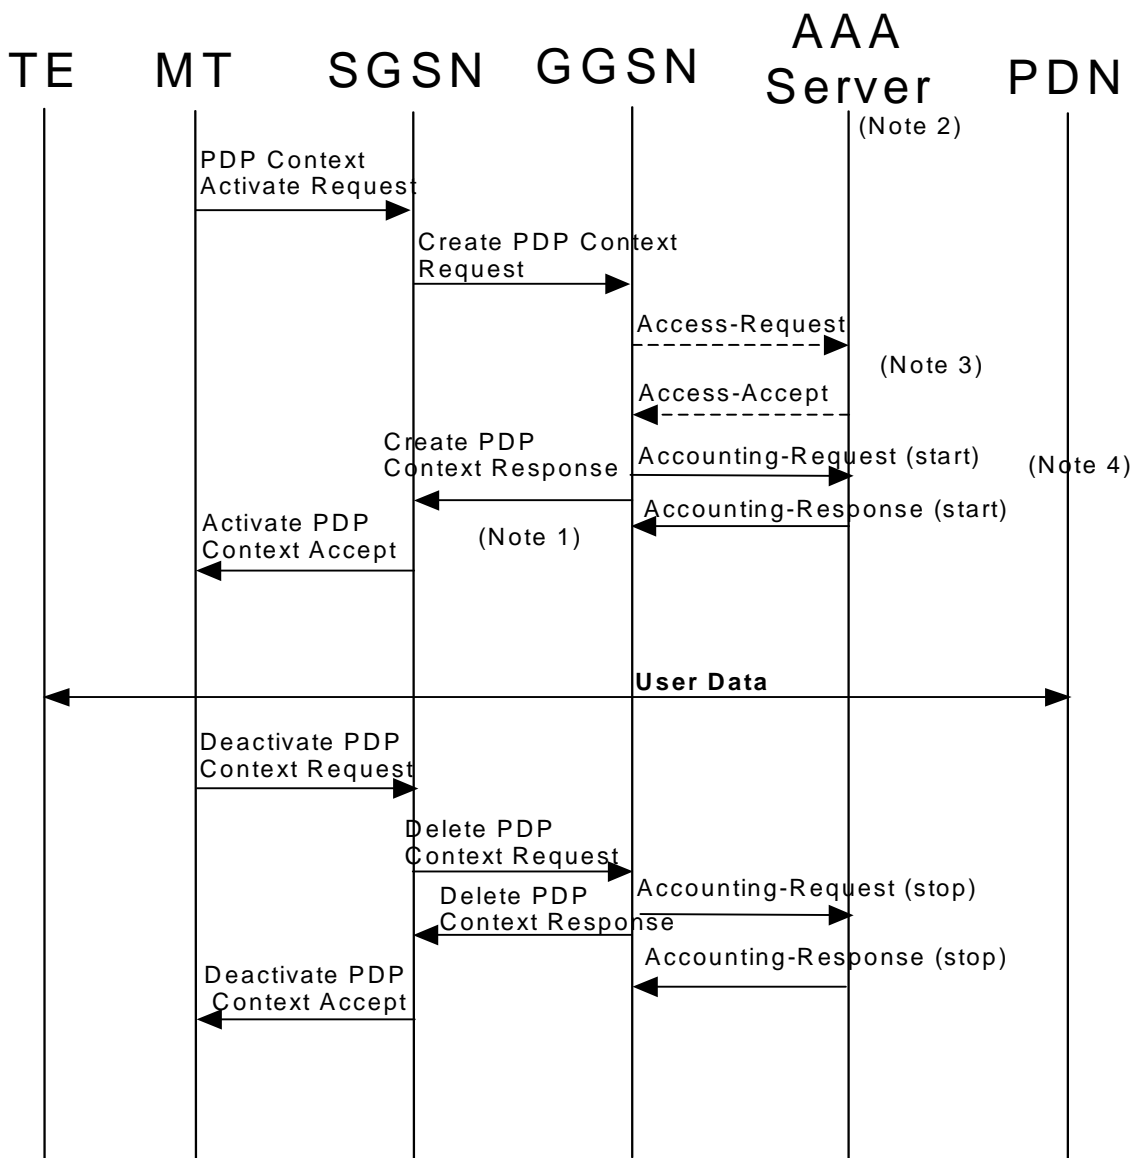 TE
MT
SGSN
GGSN
AAA
Server
PDN
(Note 2)
PDP Context
Activate Request
Create PDP Context
Request
Access-Request
(Note 3)
Access-Accept
Create PDP
Context Response
Accounting-Request (start)
(Note 4)
Accounting-Response (start)
Activate PDP
Context Accept
(Note 1)
User Data
Deactivate PDP
Context Request
Delete PDP
Context Request
Accounting-Request (stop)
Delete PDP
Context Response
Accounting-Response (stop)
Deactivate PDP
Context Accept